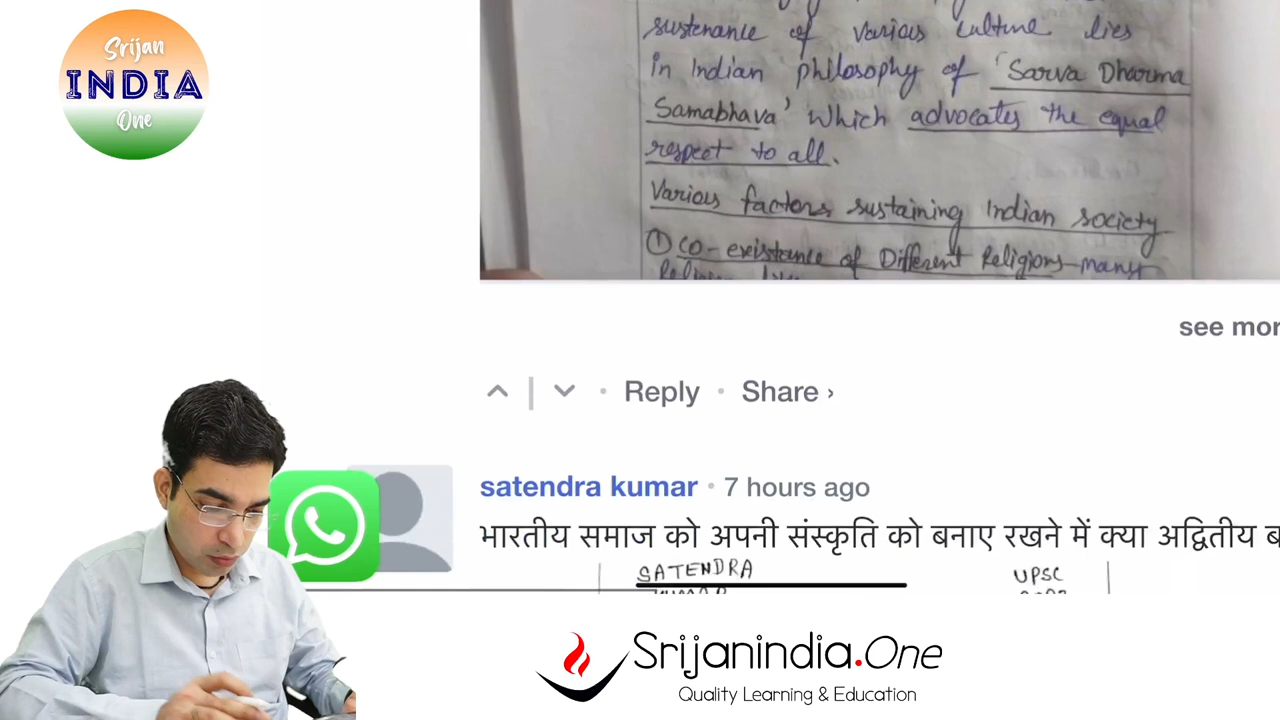 Srijan
INDIA
One
sustenance of various culture lies
in Indian philosophy of 'Sarva Dharma
Samabhava' which advocates the equal
respect to all.
Various factors sustaining Indian society
① Co-existance of Different Religions-many
see mor
Reply
Share ›
satendra kumar • 7 hours ago
भारतीय समाज को अपनी संस्कृति को बनाए रखने में क्या अद्वितीय ब
SATENDRA
UPSC
Srijanindia.One
Quality Learning & Education